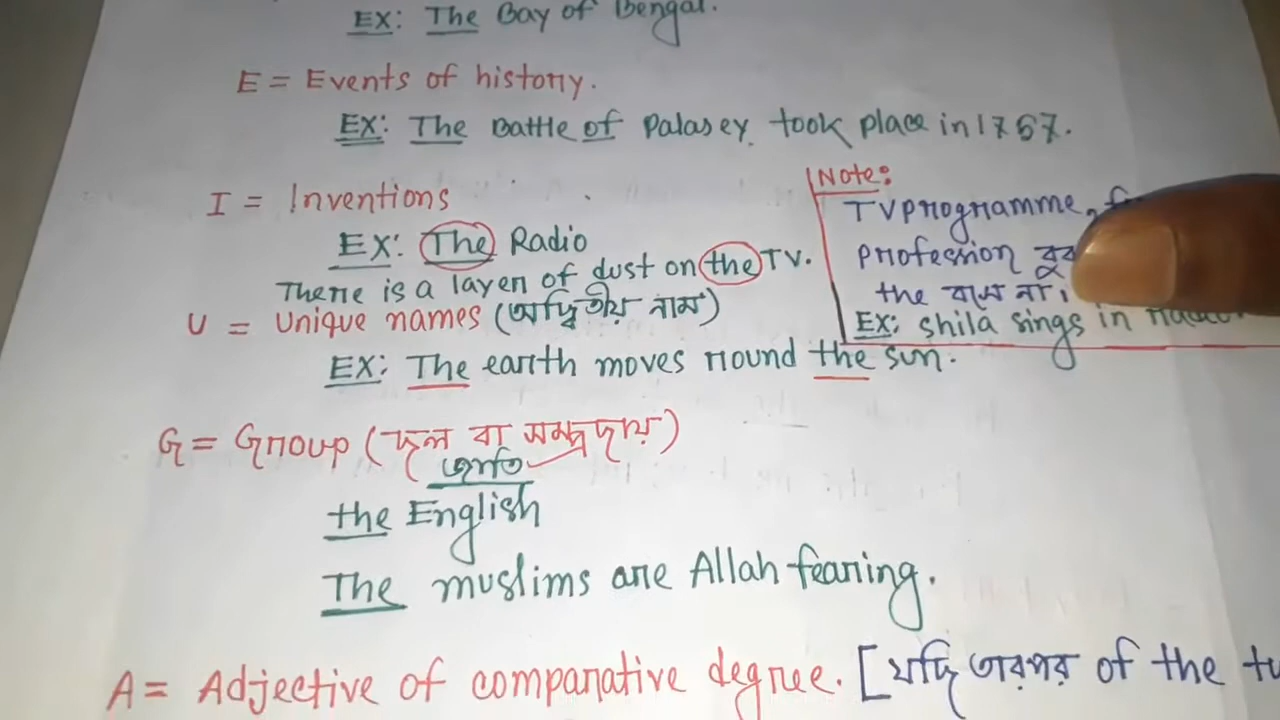 EX: The Bay of Bengal.
E = Events of history.
EX: The Battle of Palasey took place in 1757.
I = Inventions
EX: The Radio
There is a layer of dust on the TV.
Note:
TV programme,
profession
the বসে না।
EX: Shila sings in
U = Unique names (অদ্বিতীয় নাম)
EX: The earth moves round the sun.
G = Group (দল বা সম্প্রদায়)
জাতি
the English
The muslims are Allah fearing.
A = Adjective of comparative degree. [যদি তারপর of the